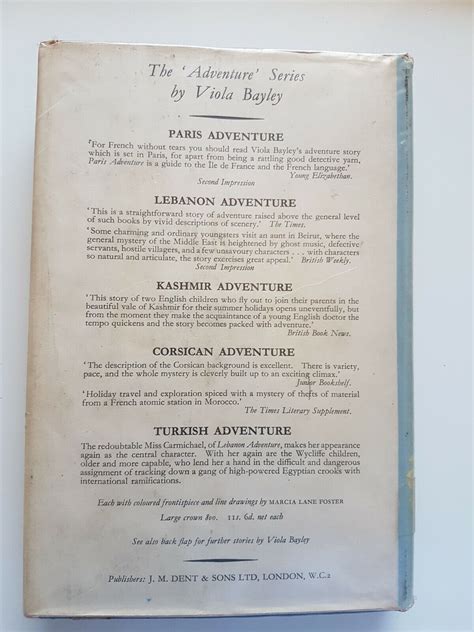 The 'Adventure' Series
by Viola Bayley
PARIS ADVENTURE
'For French without tears you should read Viola Bayley's adventure story
which is set in Paris, for apart from being a rattling good detective yarn,
Paris Adventure is a guide to the Ile de France and the French language.'
Young Elizabethan.
Second Impression
LEBANON ADVENTURE
'This is a straightforward story of adventure raised above the general level
of such books by vivid descriptions of scenery.' The Times.
'Some charming and ordinary youngsters visit an aunt in Beirut, where the
general mystery of the Middle East is heightened by ghost music, defective
servants, hostile villagers, and a few unsavoury characters . . . with characters
so natural and articulate, the story exercises great appeal.' British Weekly.
Second Impression
KASHMIR ADVENTURE
'This story of two English children who fly out to join their parents in the
beautiful vale of Kashmir for their summer holidays opens uneventfully, but
from the moment they make the acquaintance of a young English doctor the
tempo quickens and the story becomes packed with adventure.'
British Book News.
CORSICAN ADVENTURE
'The description of the Corsican background is excellent. There is variety,
pace, and the whole mystery is cleverly built up to an exciting climax.'
Junior Bookshelf.
'Holiday travel and exploration spiced with a mystery of thefts of material
from a French atomic station in Morocco.'
The Times Literary Supplement.
TURKISH ADVENTURE
The redoubtable Miss Carmichael, of Lebanon Adventure, makes her appearance
again as the central character. With her again are the Wycliffe children,
older and more capable, who lend her a hand in the difficult and dangerous
assignment of tracking down a gang of high-powered Egyptian crooks with
international ramifications.
Each with coloured frontispiece and line drawings by MARCIA LANE FOSTER
Large crown 8vo. 11s. 6d. net each
See also back flap for further stories by Viola Bayley
Publishers: J. M. DENT & SONS LTD, LONDON, W.C.2